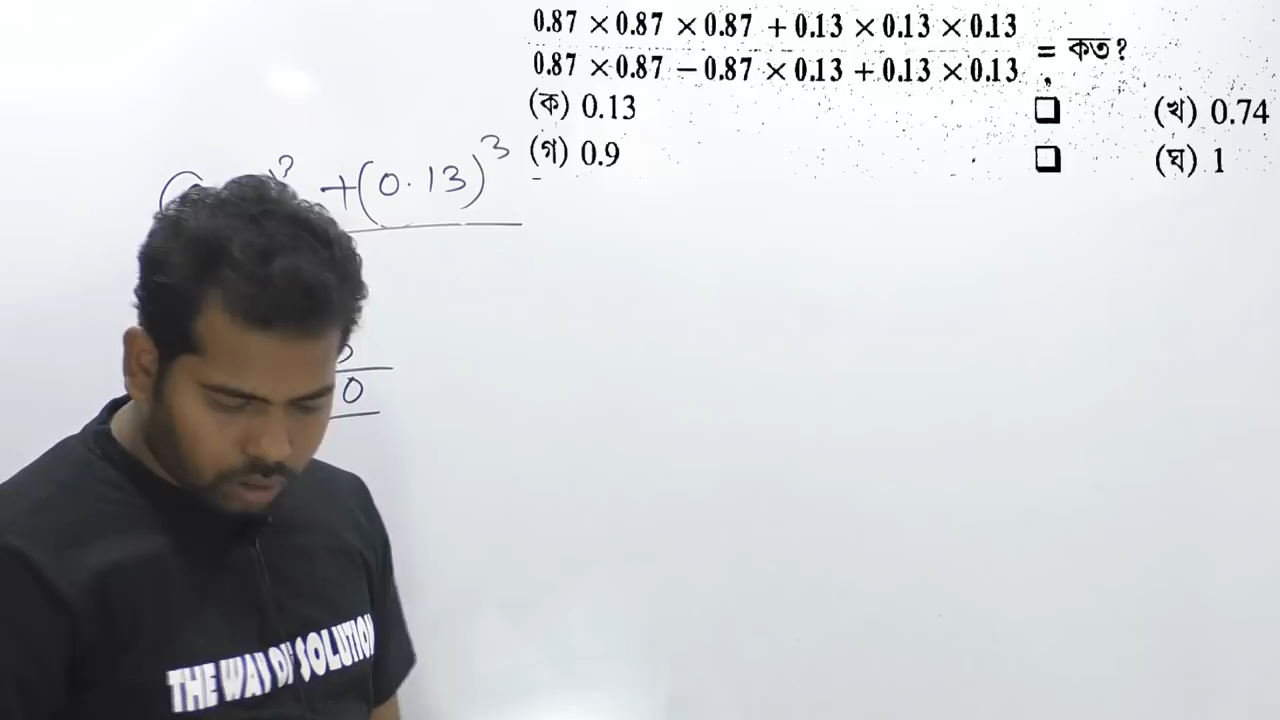 0.87 × 0.87 × 0.87 + 0.13 × 0.13 × 0.13
0.87 × 0.87 − 0.87 × 0.13 + 0.13 × 0.13
= কত ?
(ক) 0.13 (খ) 0.74
(গ) 0.9 (ঘ) 1
+(0.13)³
0
THE WAY OF SOLUTION